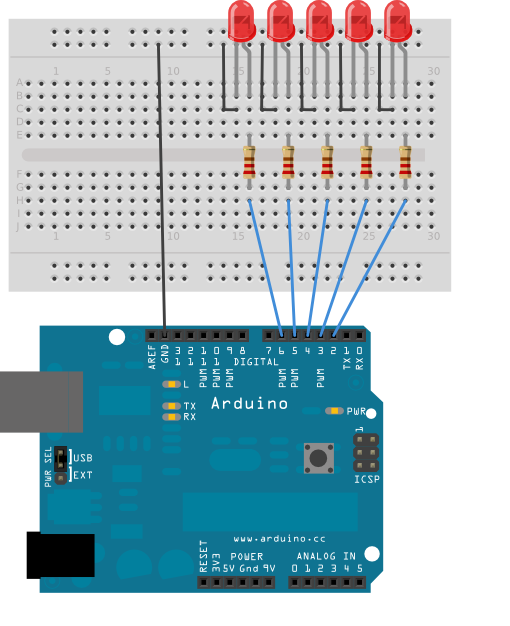 1 5 10 15 20 25 30
A
B
C
D
E
F
G
H
I
J
1 5 10 15 20 25 30
AREF
GND
13
12
11
10
9
8
7
6
5
4
3
2
1
0
DIGITAL
TX
RX
PWM
PWM
PWM
PWM
PWM
PWM
L
TX
RX
Arduino
PWR
1
ICSP
PWR SEL
USB
EXT
www.arduino.cc
POWER
ANALOG IN
RESET
3V3
5V Gnd 9V
0 1 2 3 4 5